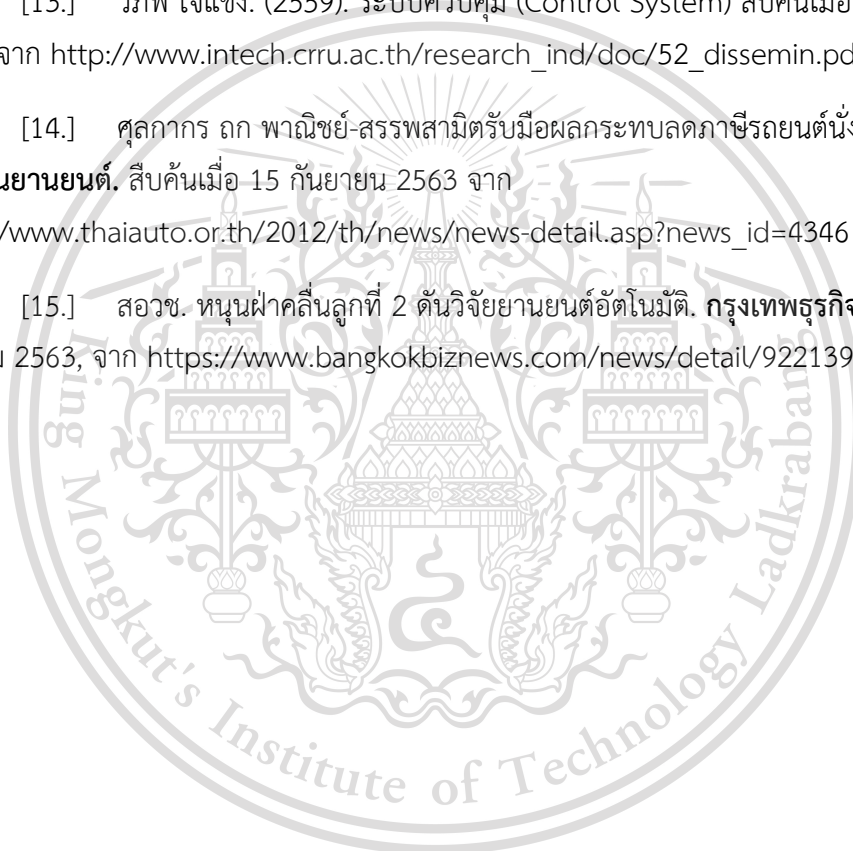 [13.] วิภพ ใจแข็ง. (2559). ระบบควบคุม (Control System) สืบค้นเมื่อ
จาก http://www.intech.crru.ac.th/research_ind/doc/52_dissemin.pd
[14.] ศุลกากร ถก พาณิชย์-สรรพสามิตรับมือผลกระทบลดภาษีรถยนต์นั่ง
นยานยนต์. สืบค้นเมื่อ 15 กันยายน 2563 จาก
/www.thaiauto.or.th/2012/th/news/news-detail.asp?news_id=4346
[15.] สอวช. หนุนฝ่าคลื่นลูกที่ 2 ดันวิจัยยานยนต์อัตโนมัติ. กรุงเทพธุรกิจ
2563, จาก https://www.bangkokbiznews.com/news/detail/922139
King Mongkut's Institute of Technology Ladkrabang